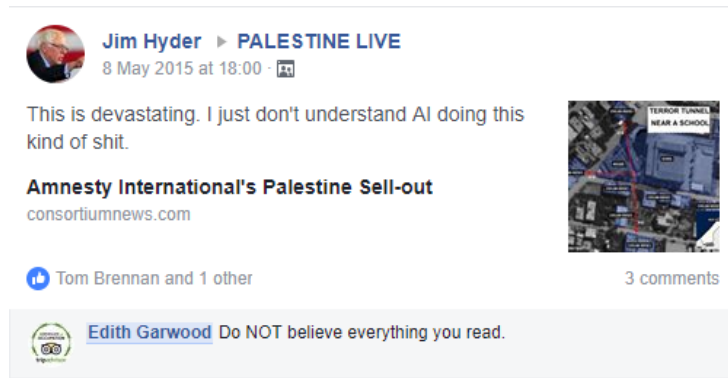 Jim Hyder ▸ PALESTINE LIVE
8 May 2015 at 18:00 ·
This is devastating. I just don't understand AI doing this
kind of shit.
TERROR TUNNEL
NEAR A SCHOOL
Amnesty International's Palestine Sell-out
consortiumnews.com
Tom Brennan and 1 other
3 comments
Edith Garwood Do NOT believe everything you read.